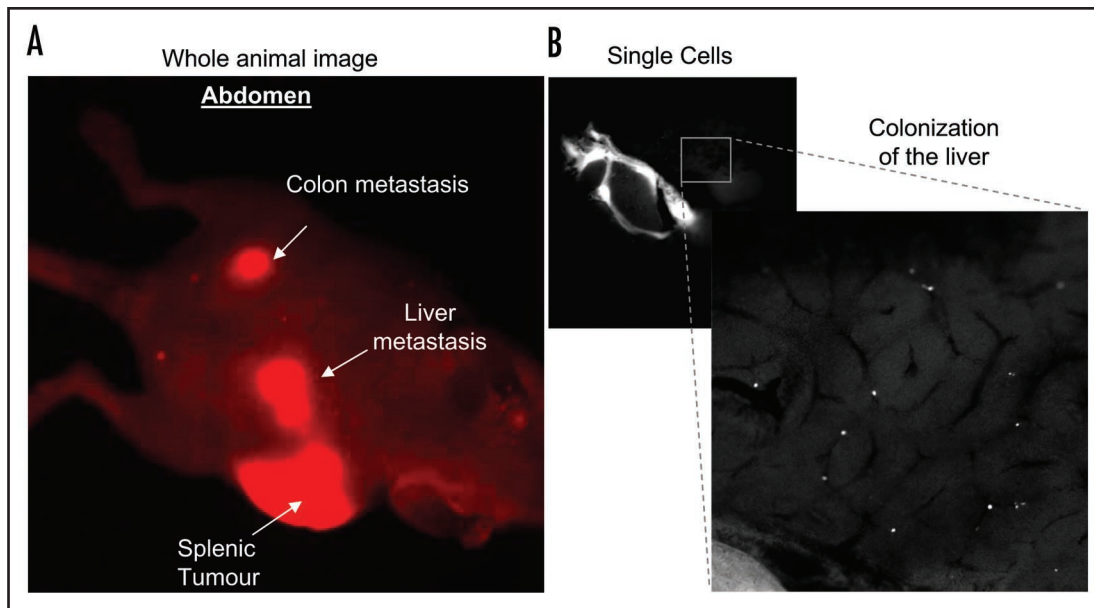 A
Whole animal image
Abdomen
Colon metastasis
Liver
metastasis
Splenic
Tumour
B
Single Cells
Colonization
of the liver